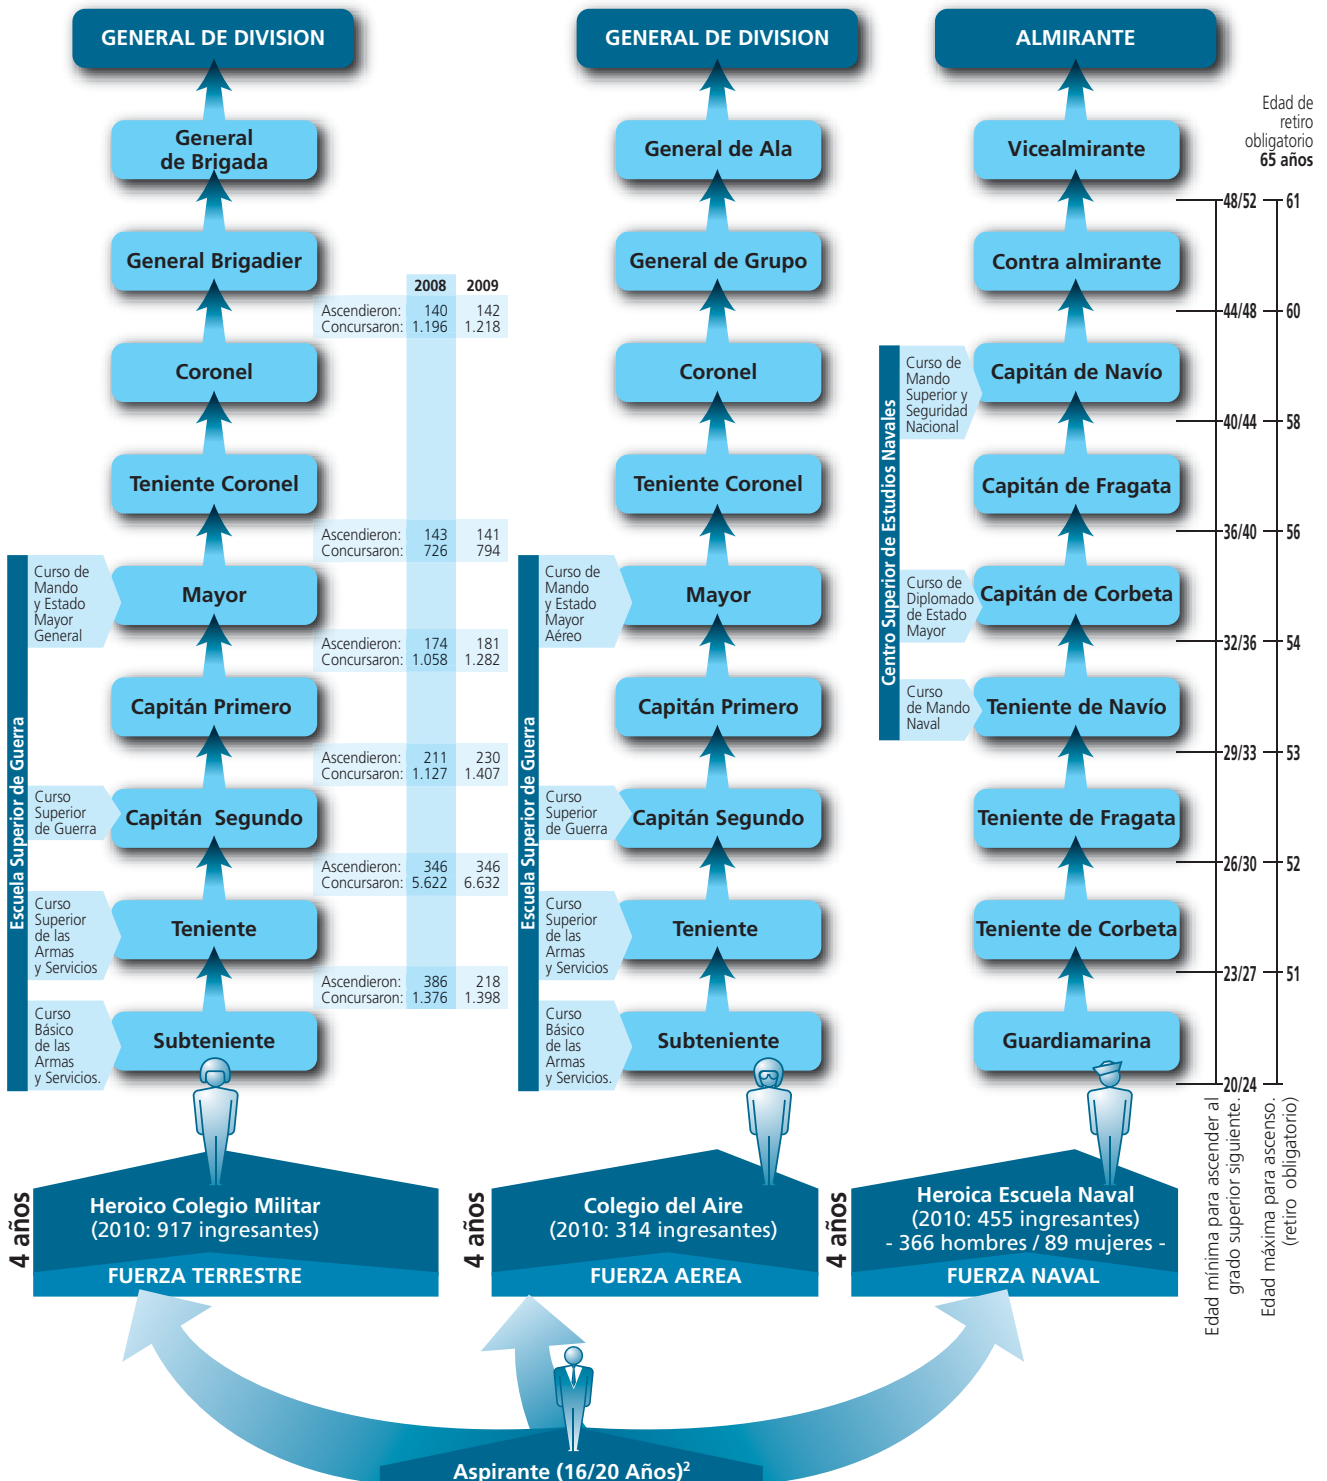 GENERAL DE DIVISION
General
de Brigada
General Brigadier
Coronel
Teniente Coronel
Mayor
Capitán Primero
Capitán  Segundo
Teniente
Subteniente
Escuela Superior de Guerra
Curso de
Mando
y Estado
Mayor
General
Curso
Superior
de Guerra
Curso
Superior
de las
Armas
y Servicios
Curso
Básico
de las
Armas
y Servicios.
2008 2009
Ascendieron: 140 142
Concursaron: 1.196 1.218
Ascendieron: 143 141
Concursaron: 726 794
Ascendieron: 174 181
Concursaron: 1.058 1.282
Ascendieron: 211 230
Concursaron: 1.127 1.407
Ascendieron: 346 346
Concursaron: 5.622 6.632
Ascendieron: 386 218
Concursaron: 1.376 1.398
GENERAL DE DIVISION
General de Ala
General de Grupo
Coronel
Teniente Coronel
Mayor
Capitán Primero
Capitán Segundo
Teniente
Subteniente
Escuela Superior de Guerra
Curso de
Mando
y Estado
Mayor
Aéreo
Curso
Superior
de Guerra
Curso
Superior
de las
Armas
y Servicios
Curso
Básico
de las
Armas
y Servicios.
ALMIRANTE
Vicealmirante
Contra almirante
Capitán de Navío
Capitán de Fragata
Capitán de Corbeta
Teniente de Navío
Teniente de Fragata
Teniente de Corbeta
Guardiamarina
Centro Superior de Estudios Navales
Curso de
Mando
Superior y
Seguridad
Nacional
Curso de
Diplomado
de Estado
Mayor
Curso
de Mando
Naval
Edad de
retiro
obligatorio
65 años
48/52 61
44/48 60
40/44 58
36/40 56
32/36 54
29/33 53
26/30 52
23/27 51
20/24
Edad mínima para ascender al
grado superior siguiente.
Edad máxima para ascenso.
(retiro obligatorio)
4 años
Heroico Colegio Militar
(2010: 917 ingresantes)
FUERZA TERRESTRE
4 años
Colegio del Aire
(2010: 314 ingresantes)
FUERZA AEREA
4 años
Heroica Escuela Naval
(2010: 455 ingresantes)
- 366 hombres / 89 mujeres -
FUERZA NAVAL
Aspirante (16/20 Años)²